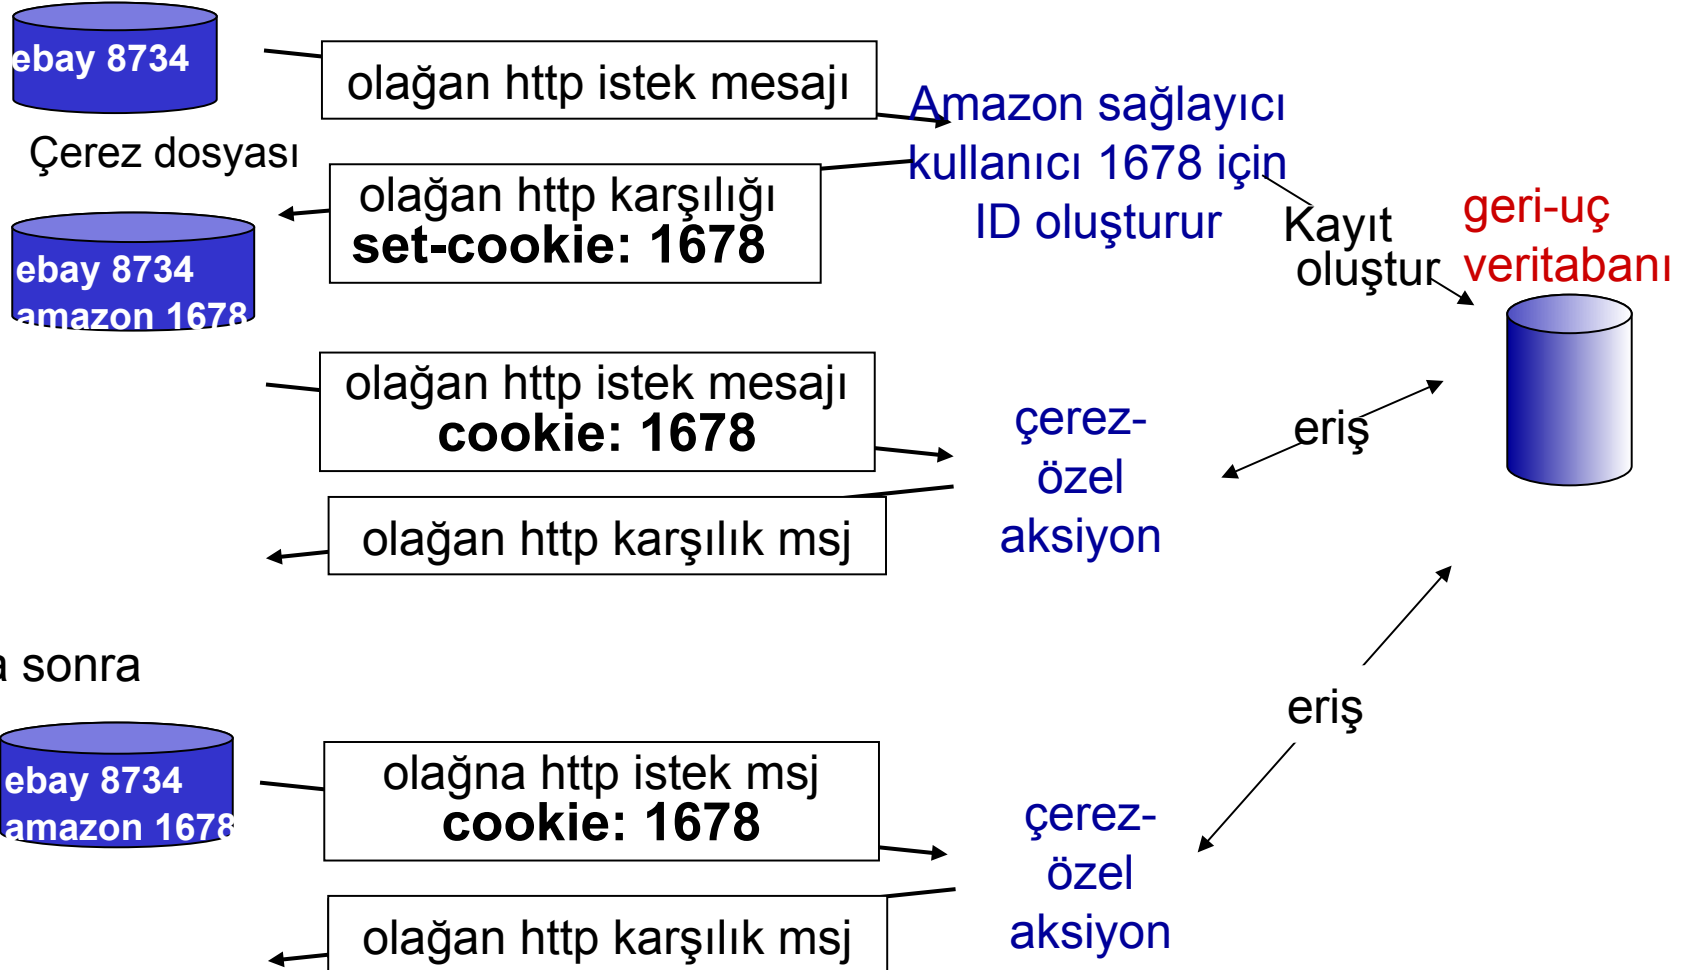 ebay 8734
olağan http istek mesajı
Çerez dosyası
Amazon sağlayıcı
kullanıcı 1678 için
ID oluşturur
olağan http karşılığı
set-cookie: 1678
Kayıt
oluştur
geri-uç
veritabanı
ebay 8734
amazon 1678
olağan http istek mesajı
cookie: 1678
çerez-
özel
aksiyon
eriş
olağan http karşılık msj
a sonra
eriş
ebay 8734
amazon 1678
olağna http istek msj
cookie: 1678
çerez-
özel
aksiyon
olağan http karşılık msj